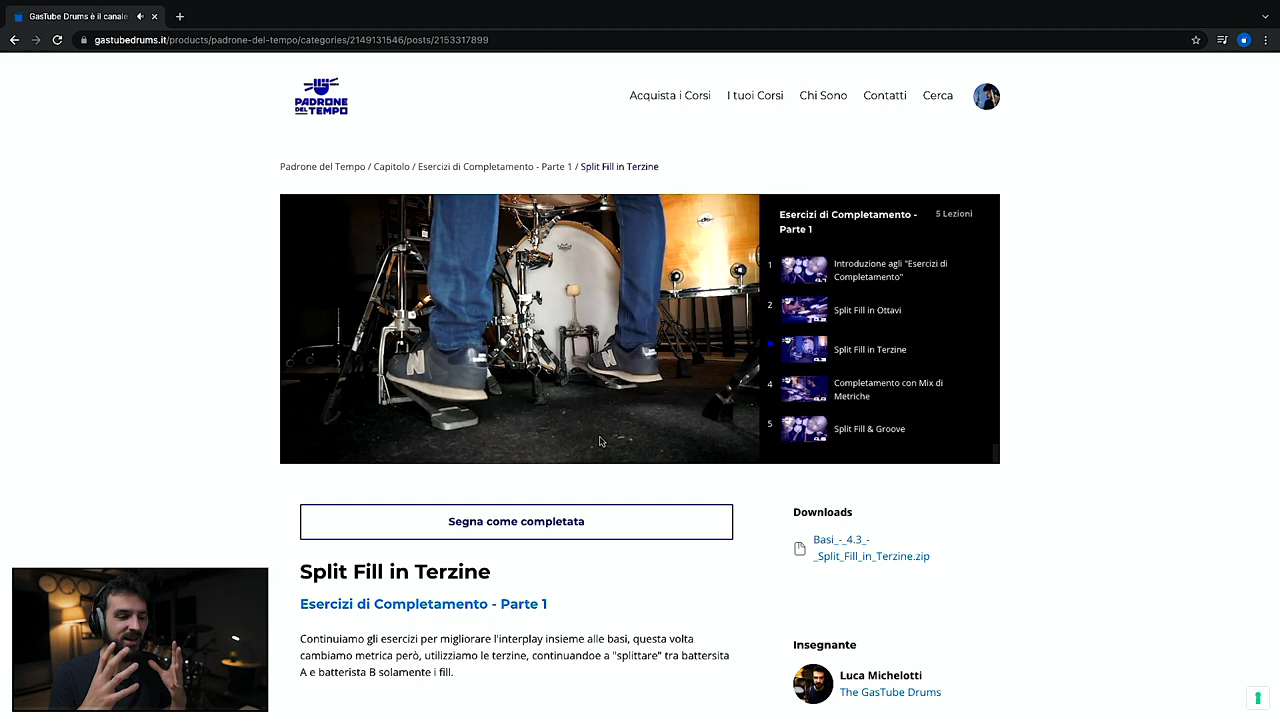 GasTube Drums è il canale
gastubedrums.it/products/padrone-del-tempo/categories/2149131546/posts/2153317899
PADRONE
DEL TEMPO
Acquista i Corsi
I tuoi Corsi
Chi Sono
Contatti
Cerca
Padrone del Tempo / Capitolo / Esercizi di Completamento - Parte 1 / Split Fill in Terzine
Esercizi di Completamento -
Parte 1
5 Lezioni
1
Introduzione agli "Esercizi di
Completamento"
2
Split Fill in Ottavi
Split Fill in Terzine
4
Completamento con Mix di
Metriche
5
Split Fill & Groove
Segna come completata
Split Fill in Terzine
Esercizi di Completamento - Parte 1
Continuiamo gli esercizi per migliorare l'interplay insieme alle basi, questa volta
cambiamo metrica però, utilizziamo le terzine, continuandoe a "splittare" tra battersita
A e batterista B solamente i fill.
Downloads
Basi_-_4.3_-
_Split_Fill_in_Terzine.zip
Insegnante
Luca Michelotti
The GasTube Drums